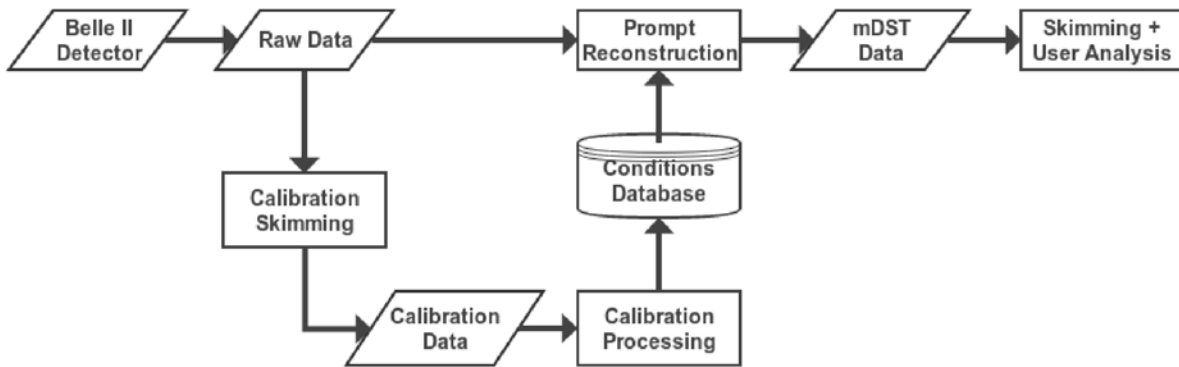 Belle II
Detector
Raw Data
Prompt
Reconstruction
mDST
Data
Skimming +
User Analysis
Conditions
Database
Calibration
Skimming
Calibration
Data
Calibration
Processing